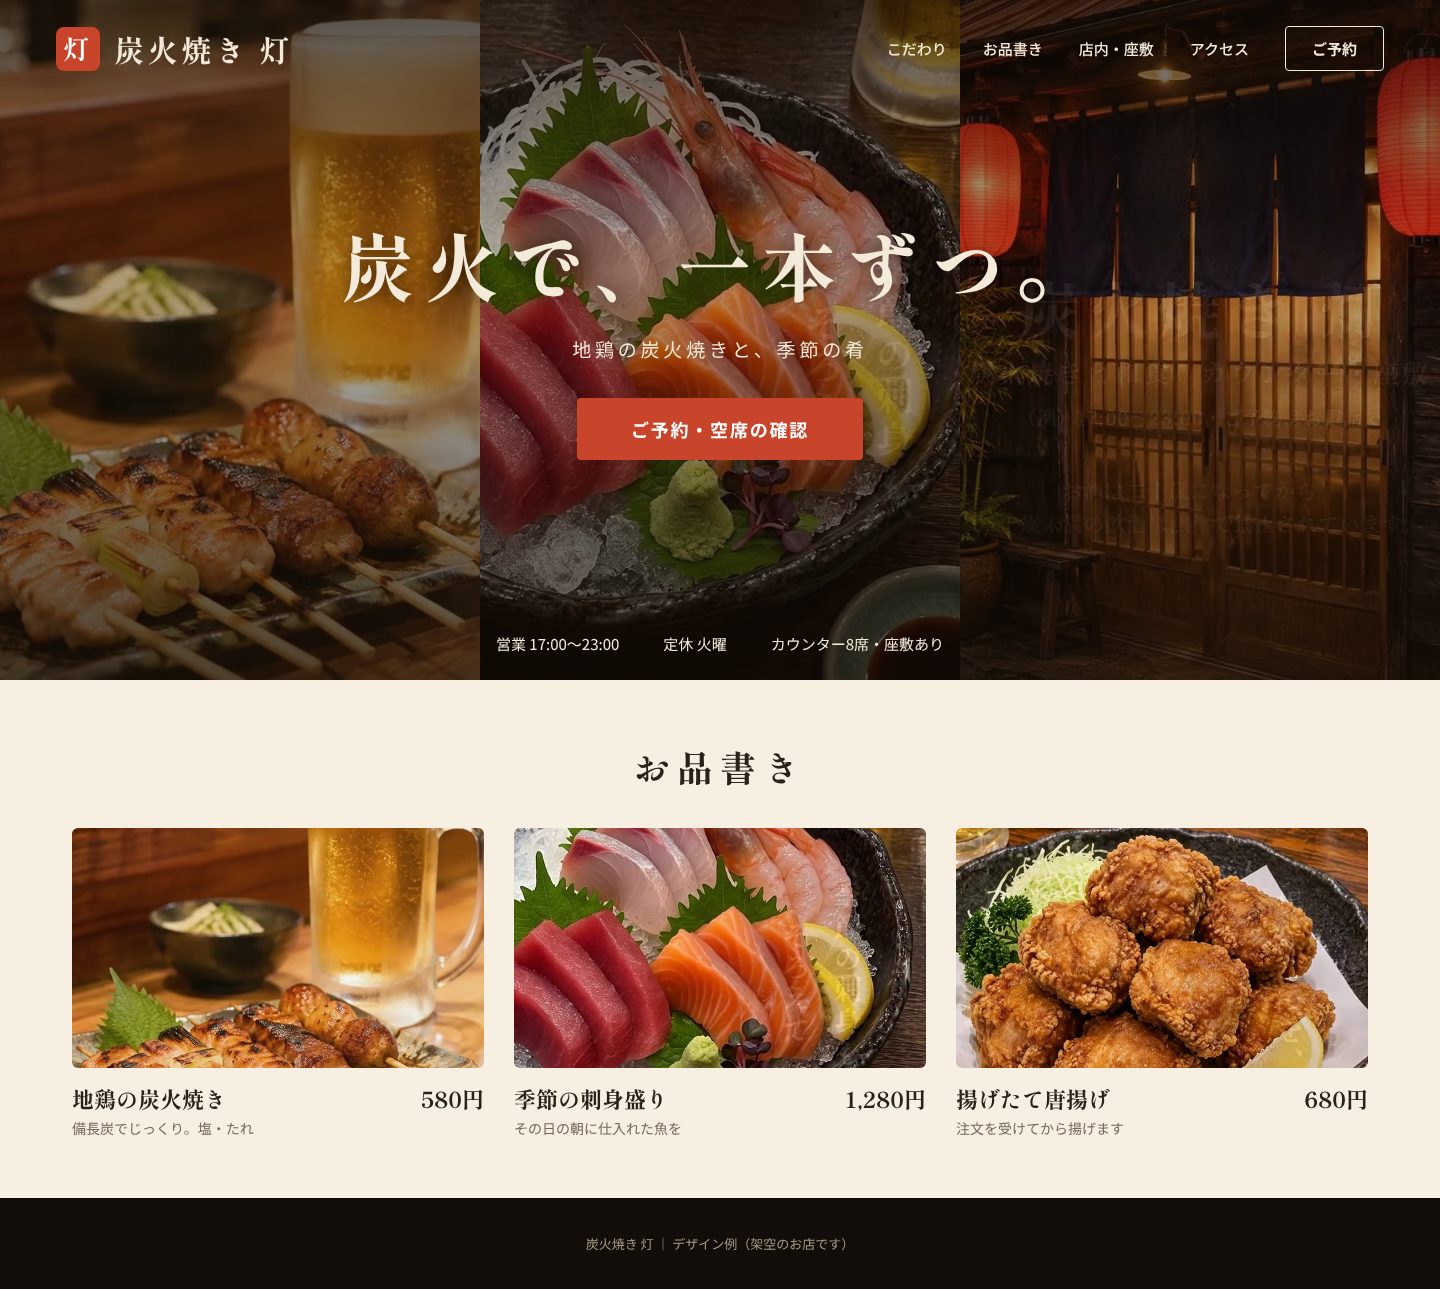 灯 炭火焼き 灯
こだわり お品書き 店内・座敷 アクセス ご予約
炭火で、一本ずつ。
地鶏の炭火焼きと、季節の肴
ご予約・空席の確認
営業 17:00〜23:00 定休 火曜 カウンター8席・座敷あり
お品書き
地鶏の炭火焼き 580円
備長炭でじっくり。塩・たれ
季節の刺身盛り 1,280円
その日の朝に仕入れた魚を
揚げたて唐揚げ 680円
注文を受けてから揚げます
炭火焼き 灯 ｜ デザイン例（架空のお店です）